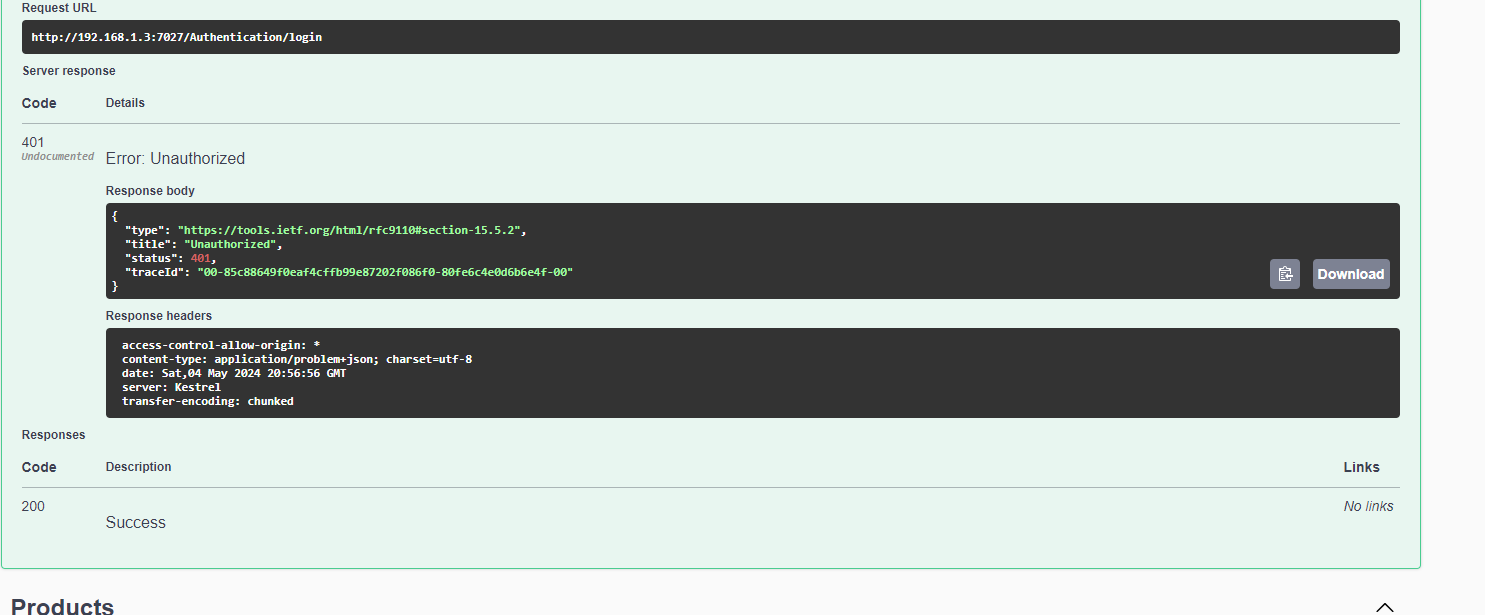 Request URL
http://192.168.1.3:7027/Authentication/login
Server response
Code Details
401
Undocumented
Error: Unauthorized
Response body
{
  "type": "https://tools.ietf.org/html/rfc9110#section-15.5.2",
  "title": "Unauthorized",
  "status": 401,
  "traceId": "00-85c88649f0eaf4cffb99e87202f086f0-80fe6c4e0d6b6e4f-00"
}
Download
Response headers
access-control-allow-origin: *
content-type: application/problem+json; charset=utf-8
date: Sat,04 May 2024 20:56:56 GMT
server: Kestrel
transfer-encoding: chunked
Responses
Code Description Links
200 No links
Success
Products